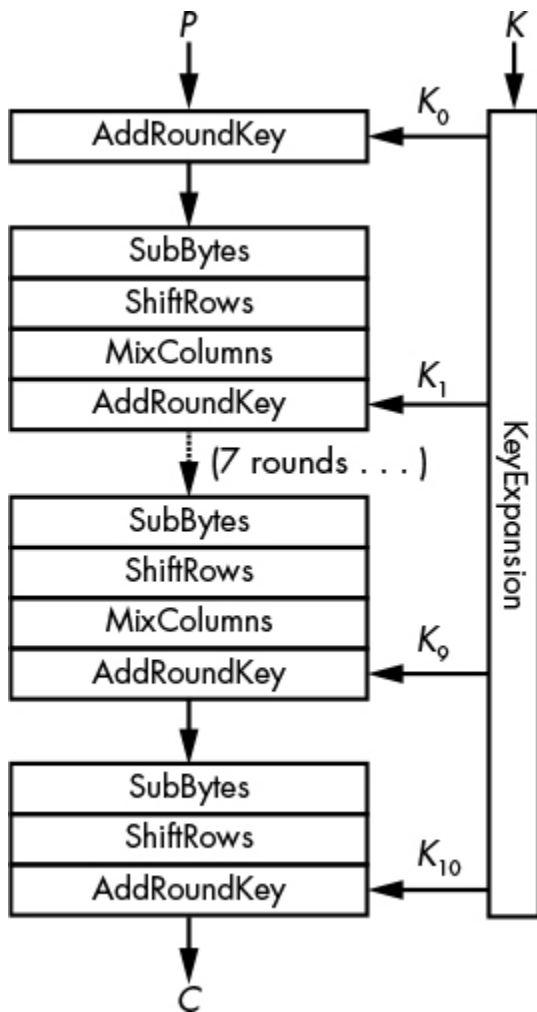 P
K
AddRoundKey
K₀
SubBytes
ShiftRows
MixColumns
AddRoundKey
K₁
(7 rounds . . . )
KeyExpansion
SubBytes
ShiftRows
MixColumns
AddRoundKey
K₉
SubBytes
ShiftRows
AddRoundKey
K₁₀
C